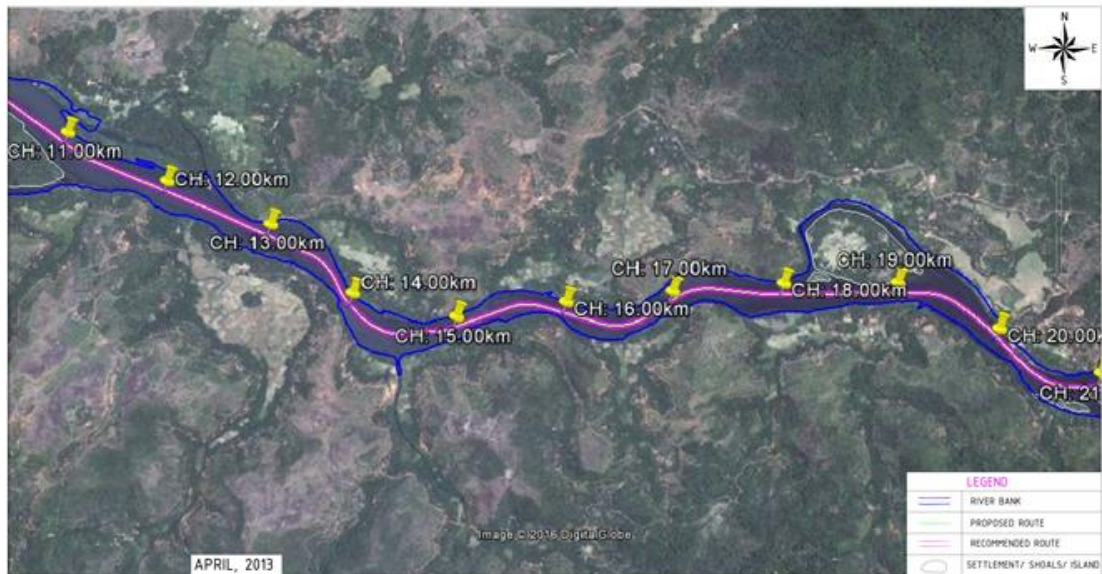 N
W E
S
CH: 11.00km
CH: 12.00km
CH: 13.00km
CH: 14.00km
CH: 15.00km
CH: 16.00km
CH: 17.00km
CH: 18.00km
CH: 19.00km
CH: 20.00k
CH: 21
LEGEND
RIVER BANK
PROPOSED ROUTE
RECOMMENDED ROUTE
SETTLEMENT/ SHOALS/ ISLAND
Image © 2016 DigitalGlobe
APRIL, 2013